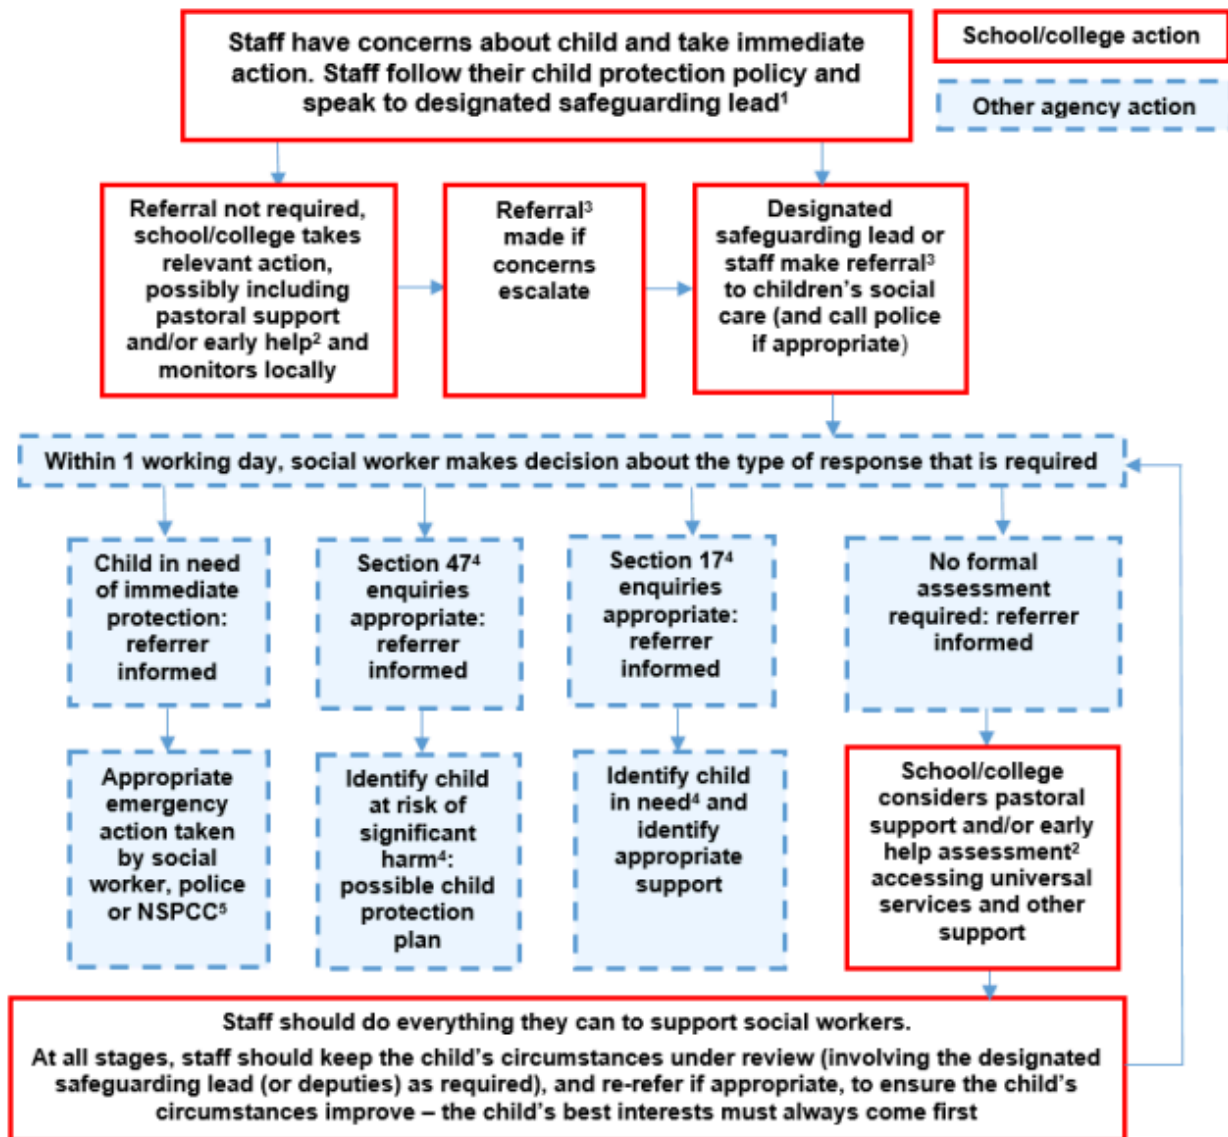 Staff have concerns about child and take immediate
action. Staff follow their child protection policy and
speak to designated safeguarding lead¹
School/college action
Other agency action
Referral not required,
school/college takes
relevant action,
possibly including
pastoral support
and/or early help² and
monitors locally
Referral³
made if
concerns
escalate
Designated
safeguarding lead or
staff make referral³
to children's social
care (and call police
if appropriate)
Within 1 working day, social worker makes decision about the type of response that is required
Child in need
of immediate
protection:
referrer
informed
Section 47⁴
enquiries
appropriate:
referrer
informed
Section 17⁴
enquiries
appropriate:
referrer
informed
No formal
assessment
required: referrer
informed
Appropriate
emergency
action taken
by social
worker, police
or NSPCC⁵
Identify child
at risk of
significant
harm⁴:
possible child
protection
plan
Identify child
in need⁴ and
identify
appropriate
support
School/college
considers pastoral
support and/or early
help assessment²
accessing universal
services and other
support
Staff should do everything they can to support social workers.
At all stages, staff should keep the child's circumstances under review (involving the designated
safeguarding lead (or deputies) as required), and re-refer if appropriate, to ensure the child's
circumstances improve – the child's best interests must always come first